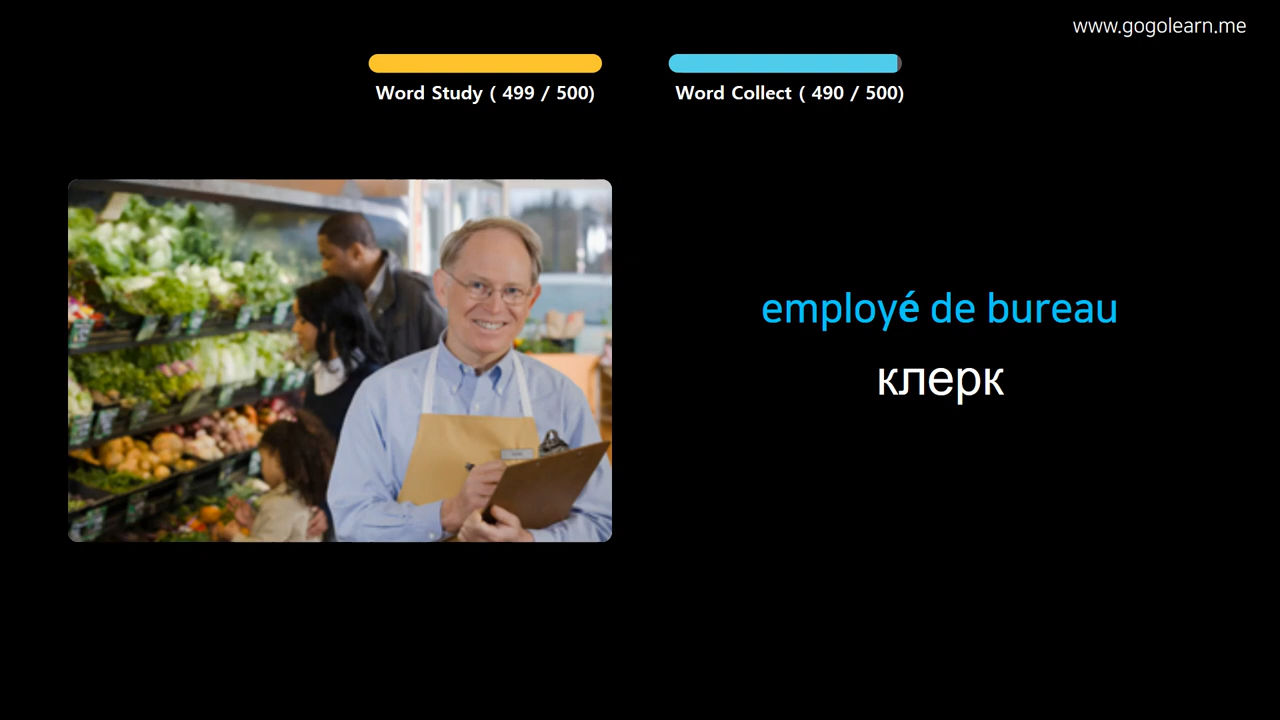 www.gogolearn.me
Word Study ( 499 / 500)
Word Collect ( 490 / 500)
employé de bureau
клерк